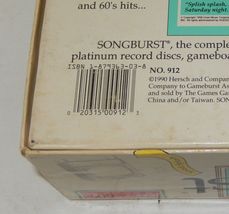 and 60's hits...
"Splish splash,
Saturday night.
SONGBURST, the comple
platinum record discs, gameboa
ISBN 1-879363-03-8
NO. 912
©1990 Hersch and Company
Company to Gameburst As
and sold by The Games Ga
China and/or Taiwan. SON
0 20315 00912 3